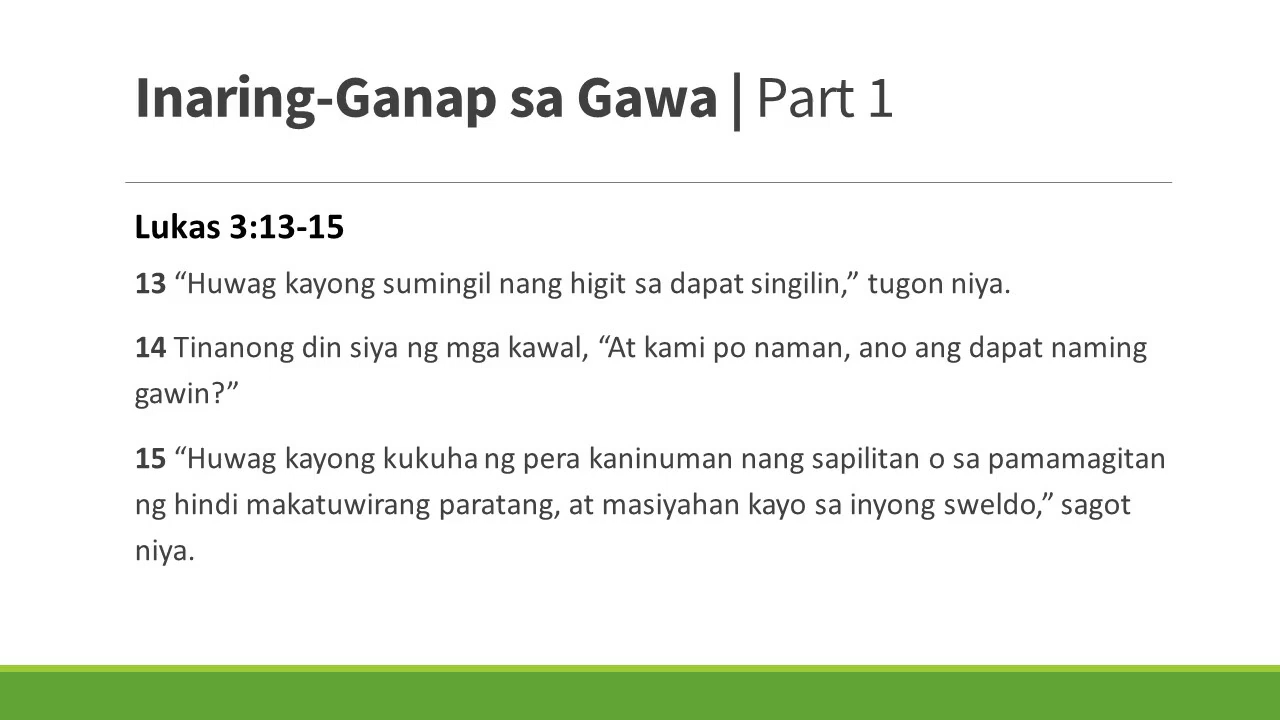 Inaring-Ganap sa Gawa | Part 1
Lukas 3:13-15
13 “Huwag kayong sumingil nang higit sa dapat singilin,” tugon niya.
14 Tinanong din siya ng mga kawal, “At kami po naman, ano ang dapat naming
gawin?”
15 “Huwag kayong kukuha ng pera kaninuman nang sapilitan o sa pamamagitan
ng hindi makatuwirang paratang, at masiyahan kayo sa inyong sweldo,” sagot
niya.